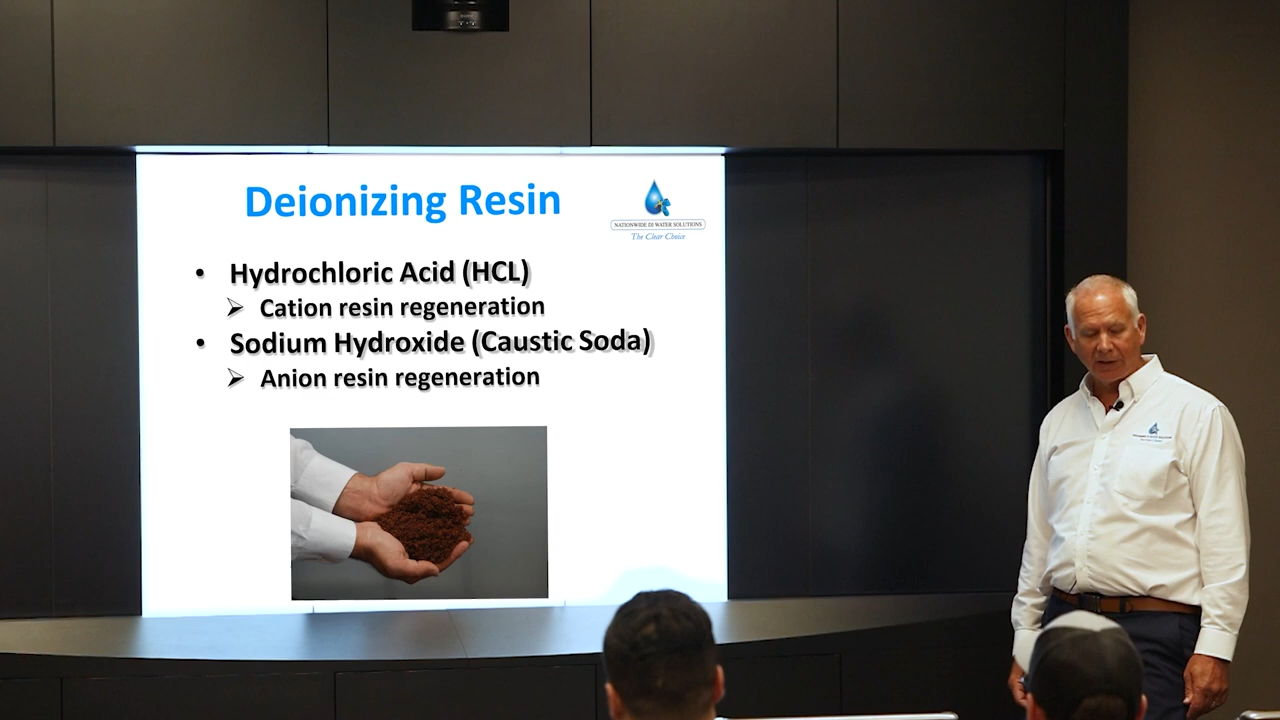 Deionizing Resin
NATIONWIDE DI WATER SOLUTIONS
The Clear Choice
• Hydrochloric Acid (HCL)
➢ Cation resin regeneration
• Sodium Hydroxide (Caustic Soda)
➢ Anion resin regeneration